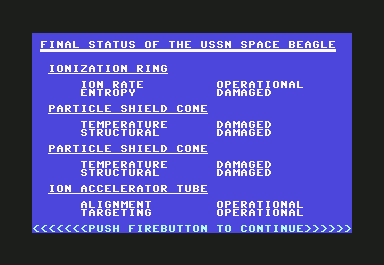 FINAL STATUS OF THE USSN SPACE BEAGLE
IONIZATION RING
ION RATE OPERATIONAL
ENTROPY DAMAGED
PARTICLE SHIELD CONE
TEMPERATURE DAMAGED
STRUCTURAL DAMAGED
PARTICLE SHIELD CONE
TEMPERATURE DAMAGED
STRUCTURAL DAMAGED
ION ACCELERATOR TUBE
ALIGNMENT OPERATIONAL
TARGETING OPERATIONAL
<<<<<<<PUSH FIREBUTTON TO CONTINUE>>>>>>